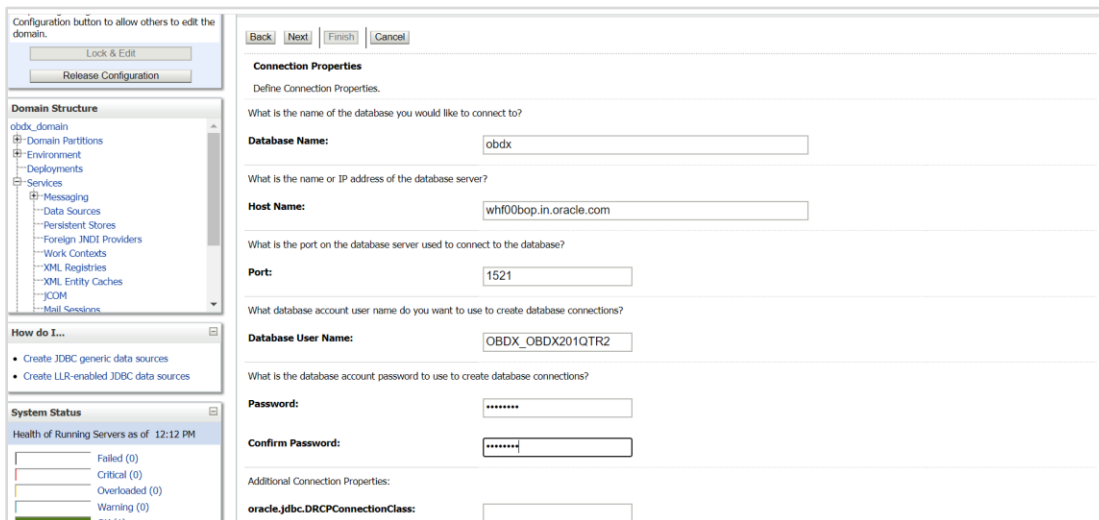 Configuration button to allow others to edit the
domain.
Lock & Edit
Release Configuration
Domain Structure
obdx_domain
Domain Partitions
Environment
Deployments
Services
Messaging
Data Sources
Persistent Stores
Foreign JNDI Providers
Work Contexts
XML Registries
XML Entity Caches
jCOM
Mail Sessions
How do I...
Create JDBC generic data sources
Create LLR-enabled JDBC data sources
System Status
Health of Running Servers as of 12:12 PM
Failed (0)
Critical (0)
Overloaded (0)
Warning (0)
Back Next Finish Cancel
Connection Properties
Define Connection Properties.
What is the name of the database you would like to connect to?
Database Name: obdx
What is the name or IP address of the database server?
Host Name: whf00bop.in.oracle.com
What is the port on the database server used to connect to the database?
Port: 1521
What database account user name do you want to use to create database connections?
Database User Name: OBDX_OBDX201QTR2
What is the database account password to use to create database connections?
Password: ••••••••
Confirm Password: ••••••••
Additional Connection Properties:
oracle.jdbc.DRCPConnectionClass: